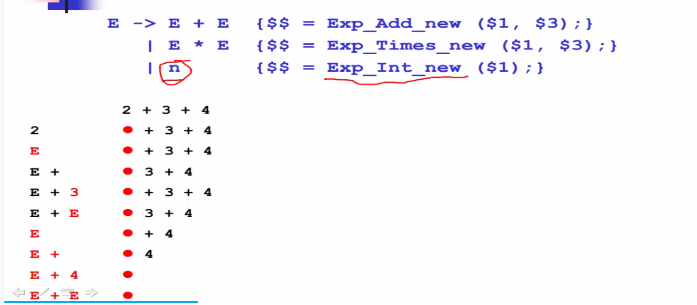 E -> E + E {$$ = Exp_Add_new ($1, $3);}
| E * E {$$ = Exp_Times_new ($1, $3);}
| n {$$ = Exp_Int_new ($1);}
2 + 3 + 4
2 ● + 3 + 4
E ● + 3 + 4
E + ● 3 + 4
E + 3 ● + 3 + 4
E + E ● 3 + 4
E ● + 4
E + ● 4
E + 4 ●
E + E ●